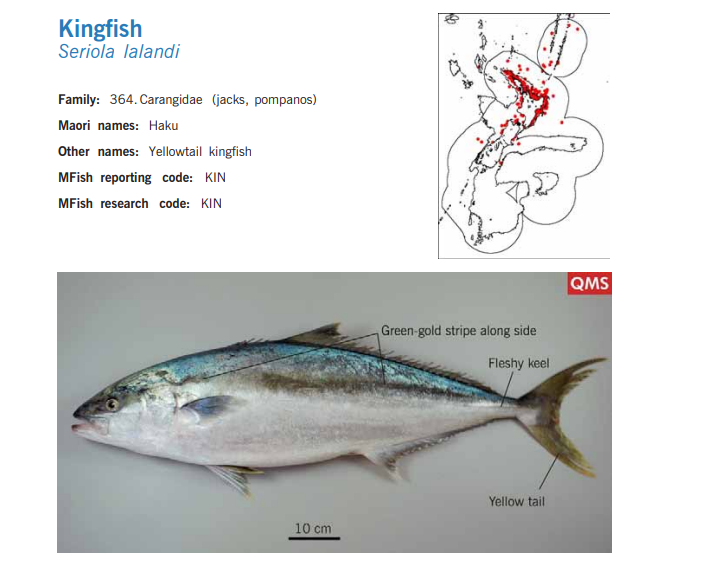 Kingfish
Seriola lalandi
Family: 364. Carangidae (jacks, pompanos)
Maori names: Haku
Other names: Yellowtail kingfish
MFish reporting code: KIN
MFish research code: KIN
QMS
Green-gold stripe along side
Fleshy keel
Yellow tail
10 cm